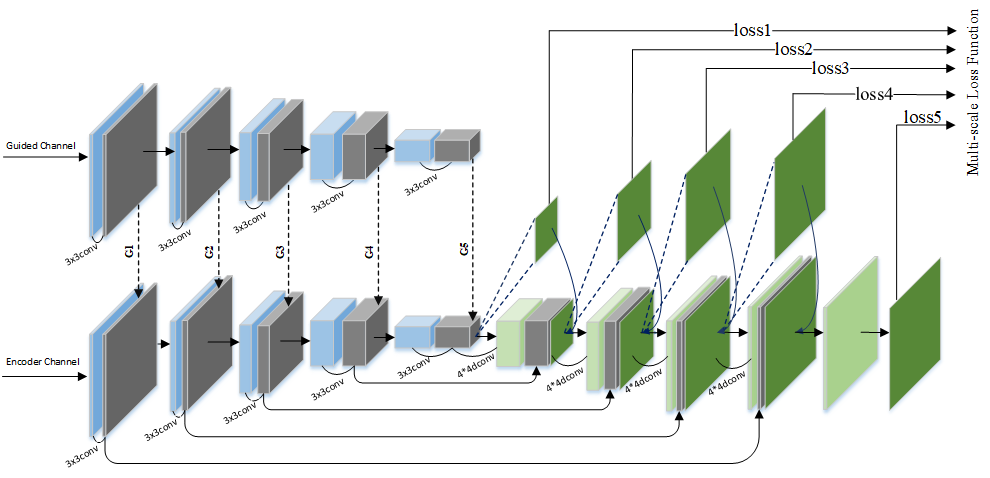 loss1
loss2
loss3
loss4
loss5
Multi-scale Loss Function
Guided Channel
3x3conv
3x3conv
3x3conv
3x3conv
3x3conv
G1
G2
G3
G4
G5
Encoder Channel
3x3conv
3x3conv
3x3conv
3x3conv
3x3conv
4*4dconv
4*4dconv
4*4dconv
4*4dconv